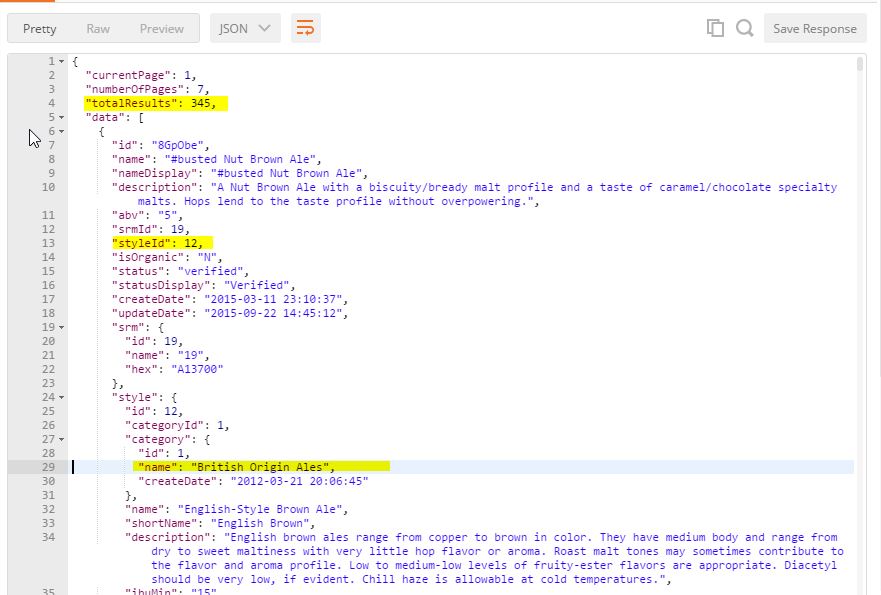 Pretty Raw Preview JSON Save Response
1 {
2 "currentPage": 1,
3 "numberOfPages": 7,
4 "totalResults": 345,
5 "data": [
6 {
7 "id": "8GpObe",
8 "name": "#busted Nut Brown Ale",
9 "nameDisplay": "#busted Nut Brown Ale",
10 "description": "A Nut Brown Ale with a biscuity/bready malt profile and a taste of caramel/chocolate specialty
malts. Hops lend to the taste profile without overpowering.",
11 "abv": "5",
12 "srmId": 19,
13 "styleId": 12,
14 "isOrganic": "N",
15 "status": "verified",
16 "statusDisplay": "Verified",
17 "createDate": "2015-03-11 23:10:37",
18 "updateDate": "2015-09-22 14:45:12",
19 "srm": {
20 "id": 19,
21 "name": "19",
22 "hex": "A13700"
23 },
24 "style": {
25 "id": 12,
26 "categoryId": 1,
27 "category": {
28 "id": 1,
29 "name": "British Origin Ales",
30 "createDate": "2012-03-21 20:06:45"
31 },
32 "name": "English-Style Brown Ale",
33 "shortName": "English Brown",
34 "description": "English brown ales range from copper to brown in color. They have medium body and range from
dry to sweet maltiness with very little hop flavor or aroma. Roast malt tones may sometimes contribute to
the flavor and aroma profile. Low to medium-low levels of fruity-ester flavors are appropriate. Diacetyl
should be very low, if evident. Chill haze is allowable at cold temperatures.",
35 "ibuMin": "15"